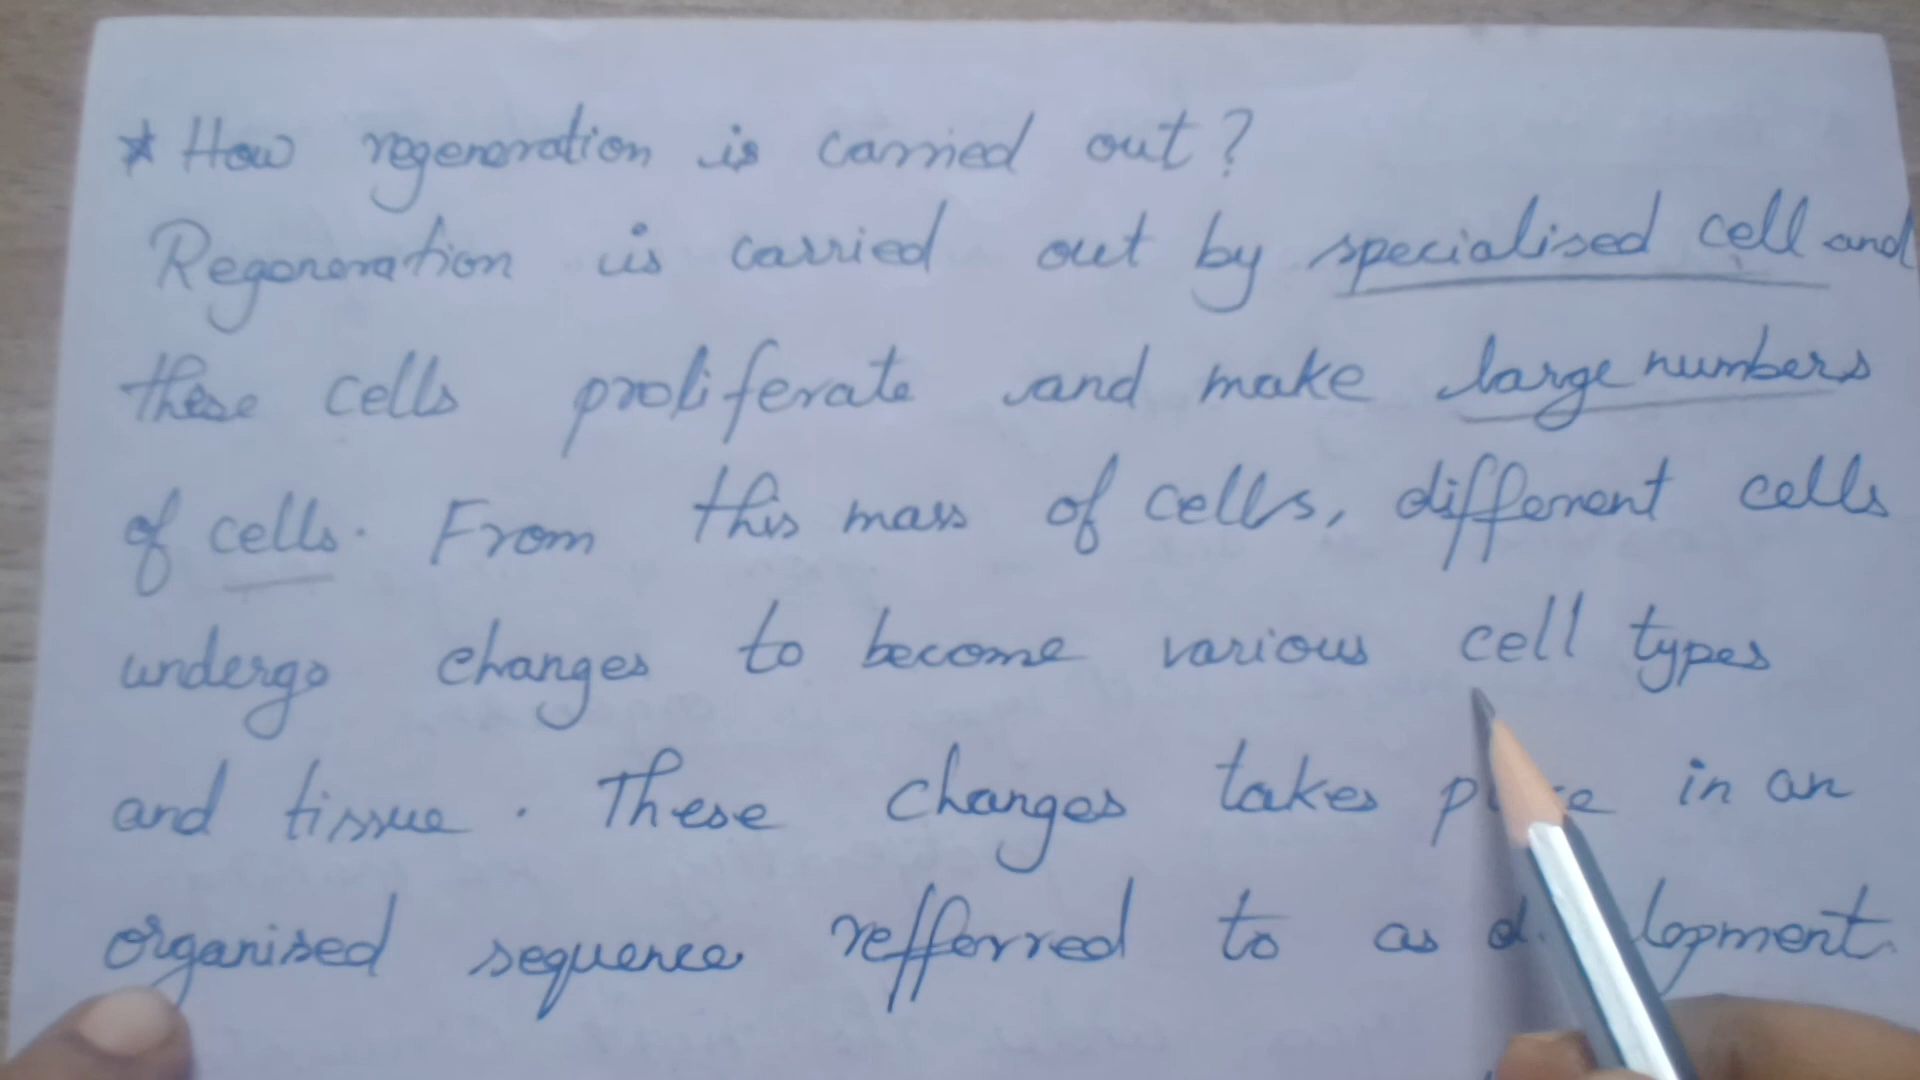 * How regeneration is carried out?
Regeneration is carried out by specialised cell and
these cells proliferate and make large numbers
of cells. From this mass of cells, different cells
undergo changes to become various cell types
and tissue. These changes takes in an
organised sequence refferred to as